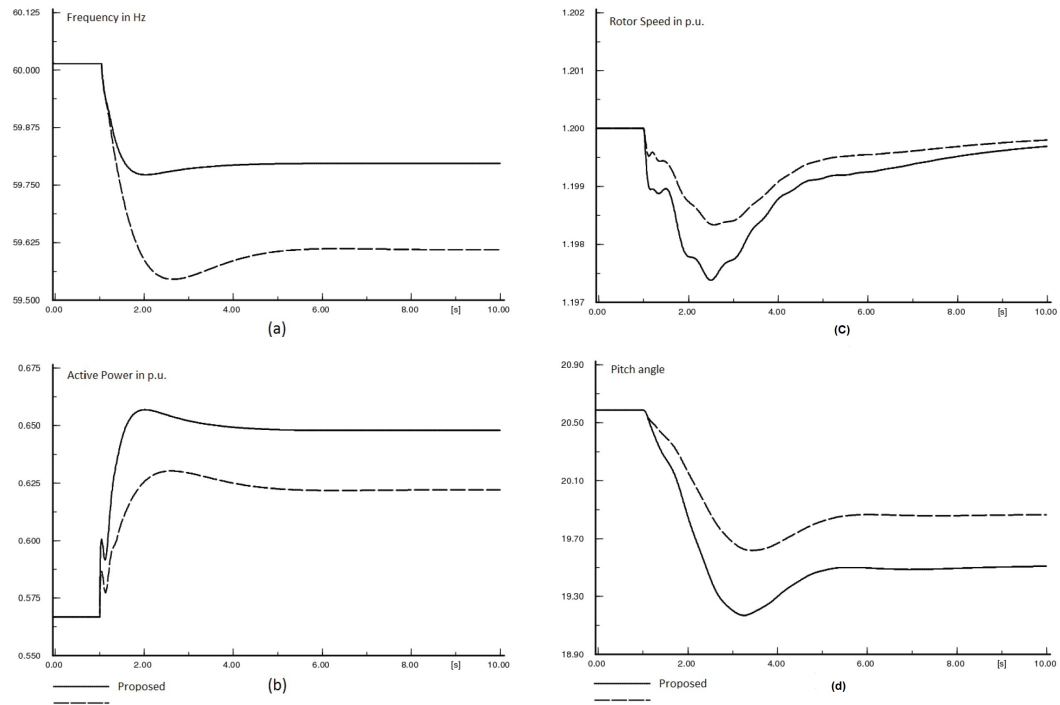 Frequency in Hz
60.125
60.000
59.875
59.750
59.625
59.500
0.00 2.00 4.00 6.00 8.00 [s] 10.00
(a)
Rotor Speed in p.u.
1.202
1.201
1.200
1.199
1.198
1.197
0.00 2.00 4.00 6.00 8.00 [s] 10.00
(C)
Active Power in p.u.
0.675
0.650
0.625
0.600
0.575
0.550
0.00 2.00 4.00 6.00 8.00 [s] 10.00
Proposed
(b)
Pitch angle
20.90
20.50
20.10
19.70
19.30
18.90
0.00 2.00 4.00 6.00 8.00 [s] 10.00
Proposed
(d)